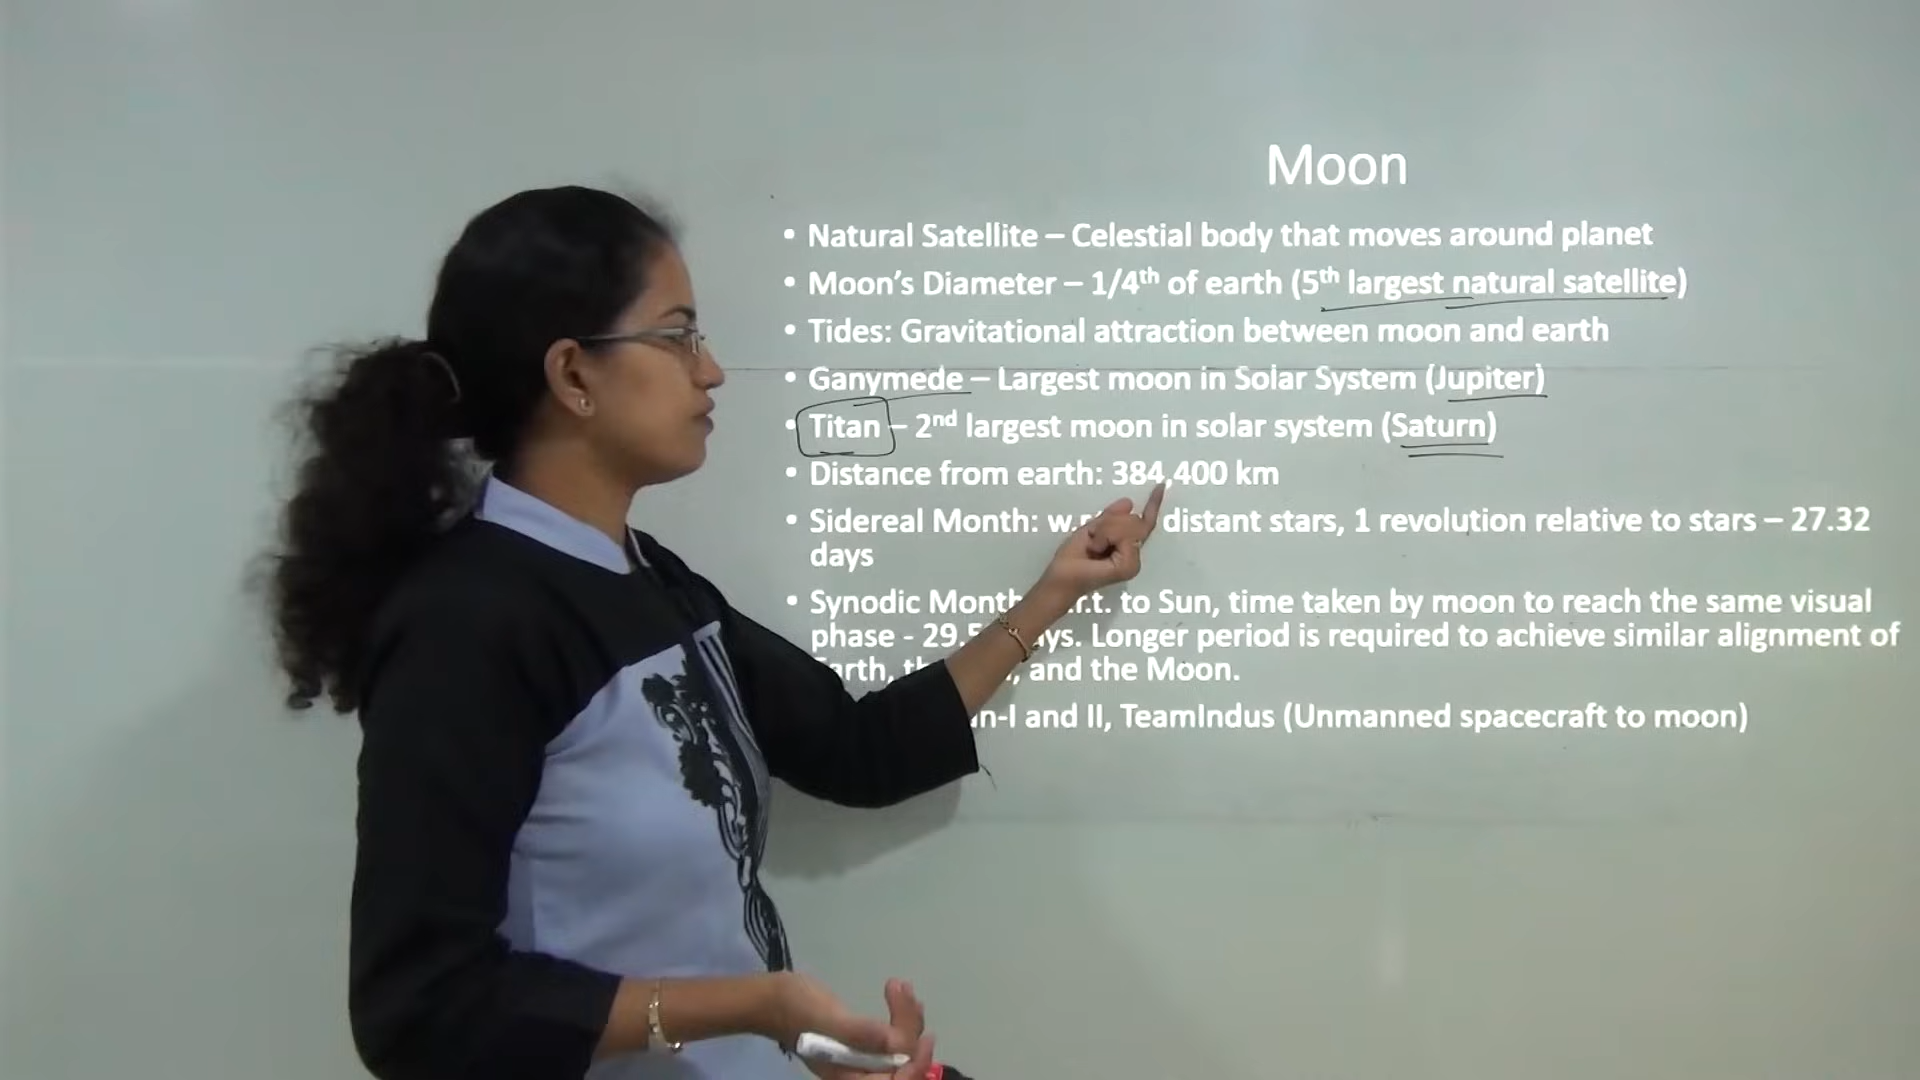 Moon
• Natural Satellite – Celestial body that moves around planet
• Moon's Diameter – 1/4th of earth (5th largest natural satellite)
• Tides: Gravitational attraction between moon and earth
• Ganymede – Largest moon in Solar System (Jupiter)
• Titan – 2nd largest moon in solar system (Saturn)
• Distance from earth: 384,400 km
• Sidereal Month: distant stars, 1 revolution relative to stars – 27.32
days
• Synodic Month to Sun, time taken by moon to reach the same visual
phase - Longer period is required to achieve similar alignment of
and the Moon.
and II, TeamIndus (Unmanned spacecraft to moon)